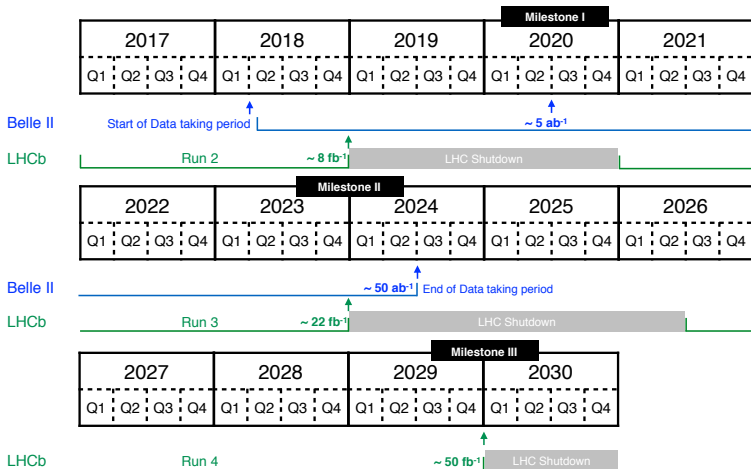 Milestone I
2017 2018 2019 2020 2021
Q1 Q2 Q3 Q4 Q1 Q2 Q3 Q4 Q1 Q2 Q3 Q4 Q1 Q2 Q3 Q4 Q1 Q2 Q3 Q4
Belle II Start of Data taking period ~ 5 ab⁻¹
LHCb Run 2 ~ 8 fb⁻¹ LHC Shutdown
Milestone II
2022 2023 2024 2025 2026
Q1 Q2 Q3 Q4 Q1 Q2 Q3 Q4 Q1 Q2 Q3 Q4 Q1 Q2 Q3 Q4 Q1 Q2 Q3 Q4
Belle II ~ 50 ab⁻¹ End of Data taking period
LHCb Run 3 ~ 22 fb⁻¹ LHC Shutdown
Milestone III
2027 2028 2029 2030
Q1 Q2 Q3 Q4 Q1 Q2 Q3 Q4 Q1 Q2 Q3 Q4 Q1 Q2 Q3 Q4
LHCb Run 4 ~ 50 fb⁻¹ LHC Shutdown